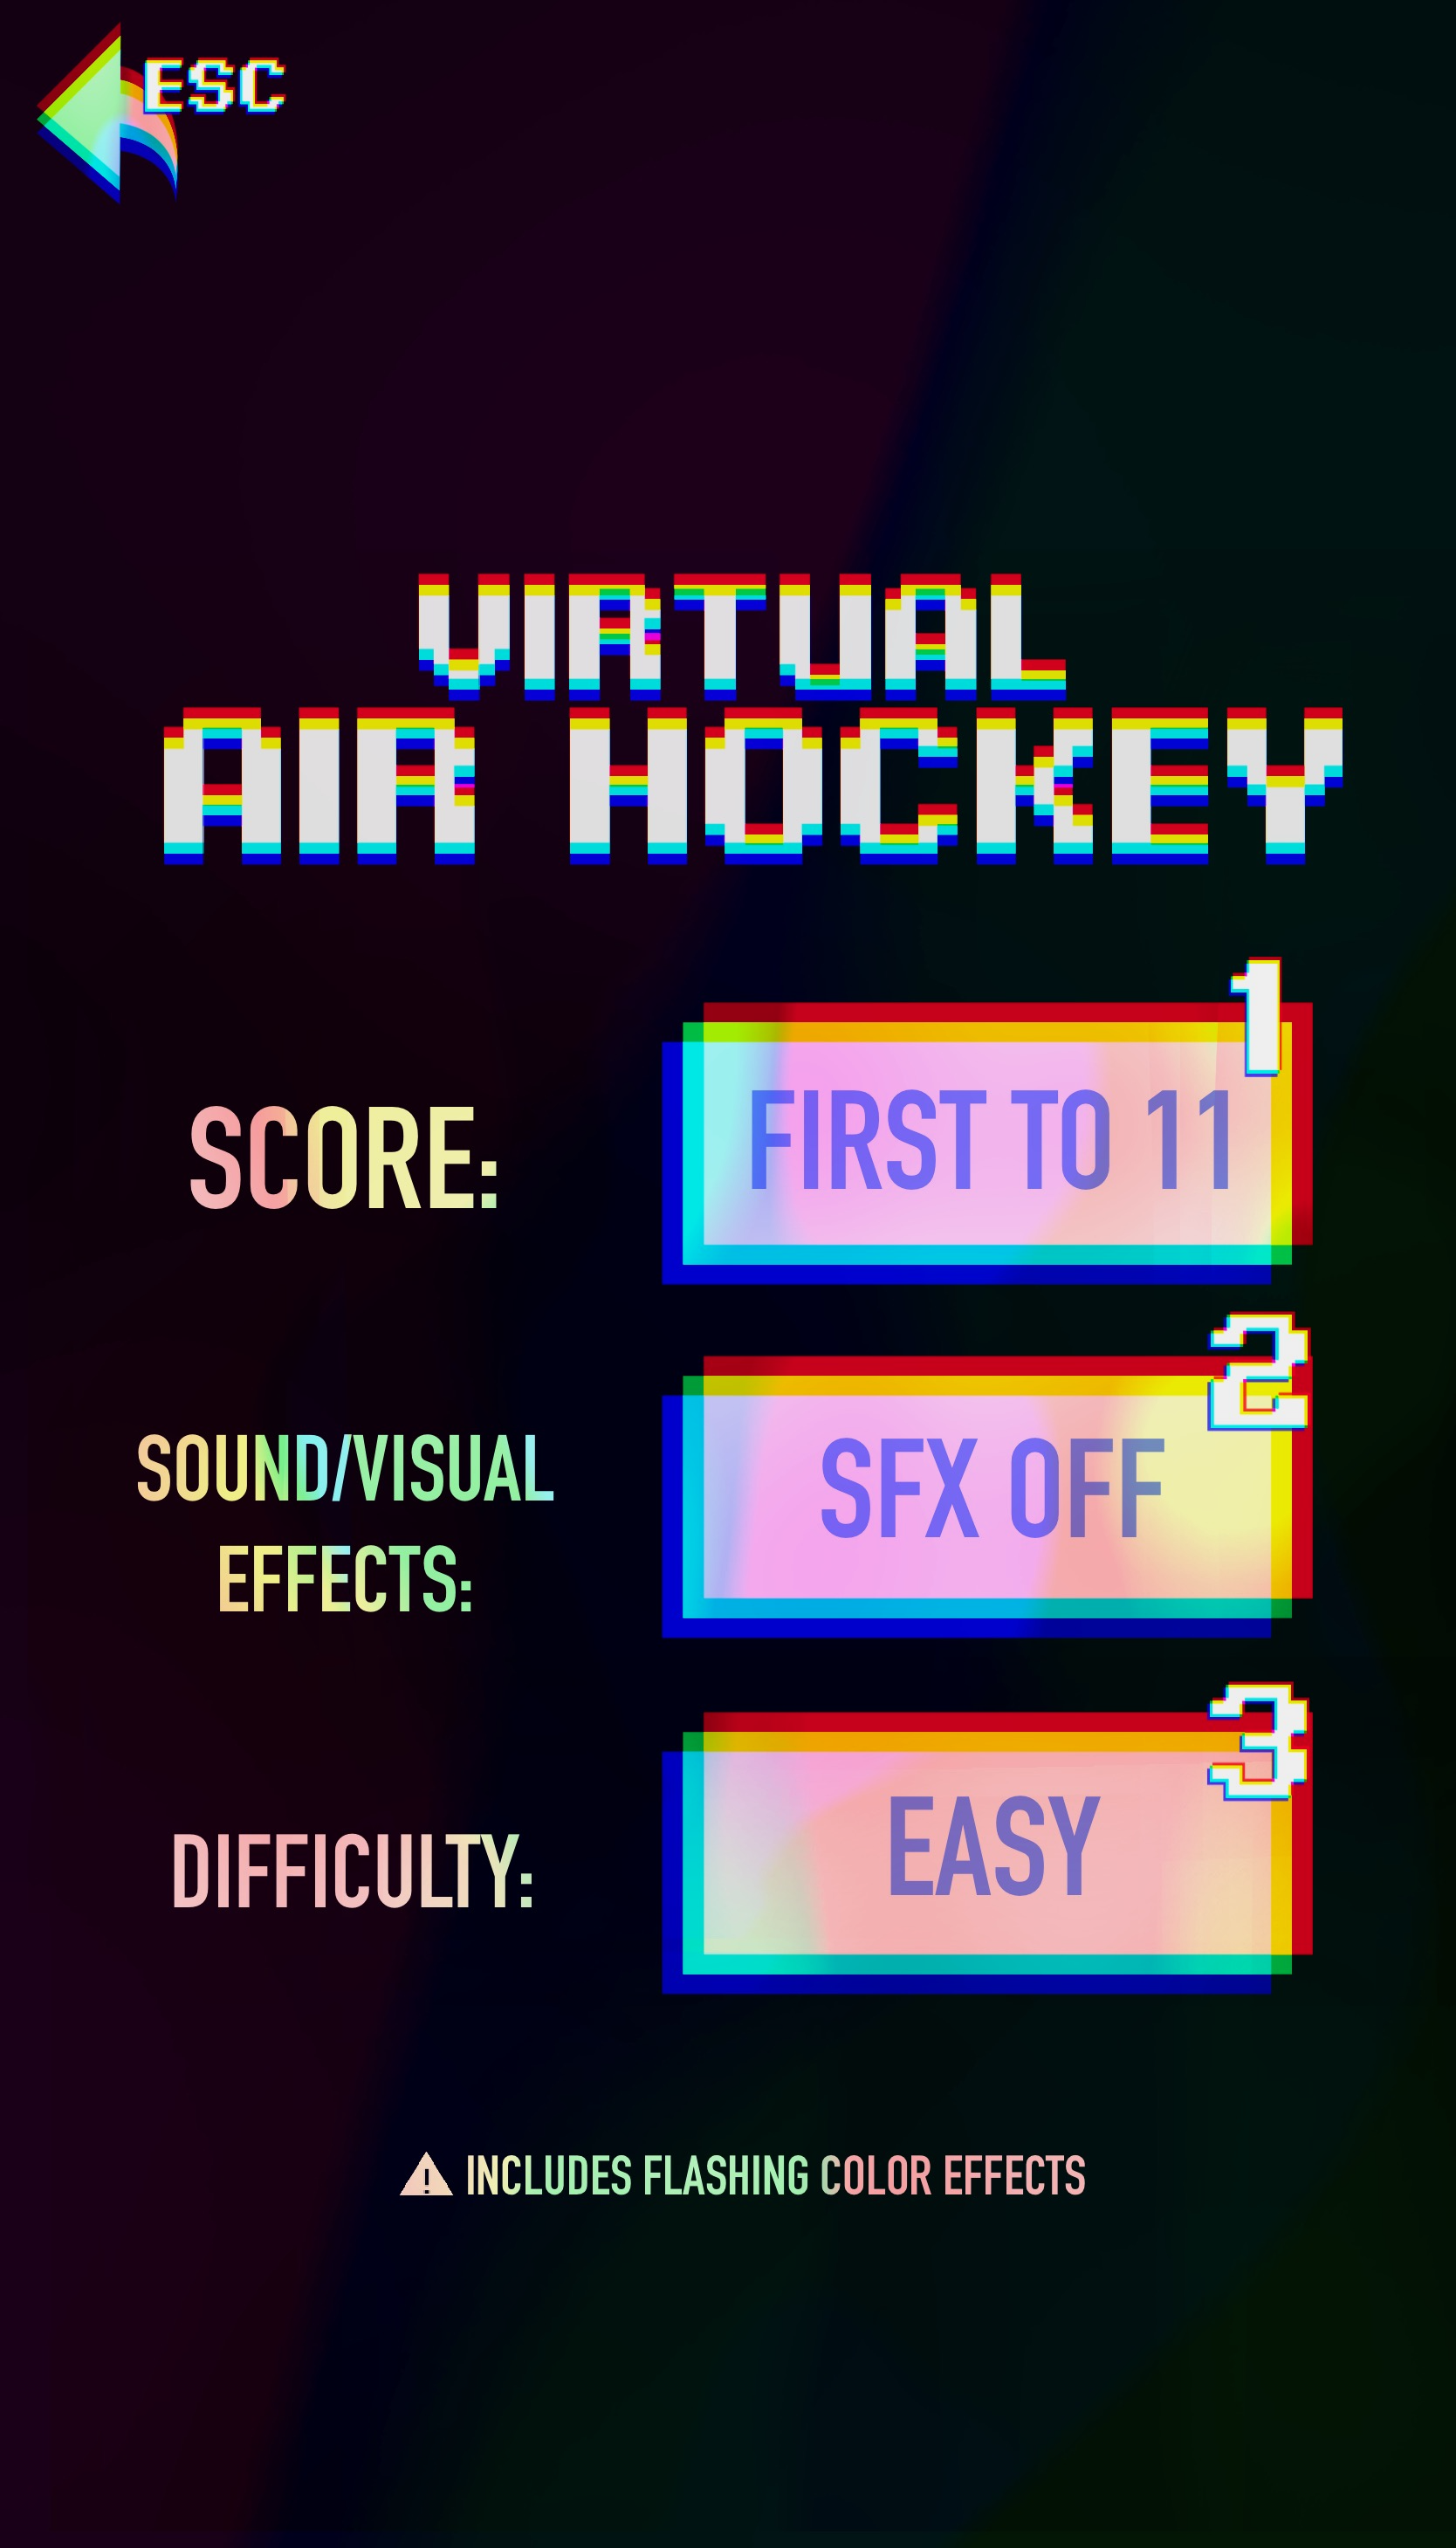 ESC
VIRTUAL
AIR HOCKEY
1
SCORE:
FIRST TO 11
2
SOUND/VISUAL
EFFECTS:
SFX OFF
3
DIFFICULTY:
EASY
INCLUDES FLASHING COLOR EFFECTS